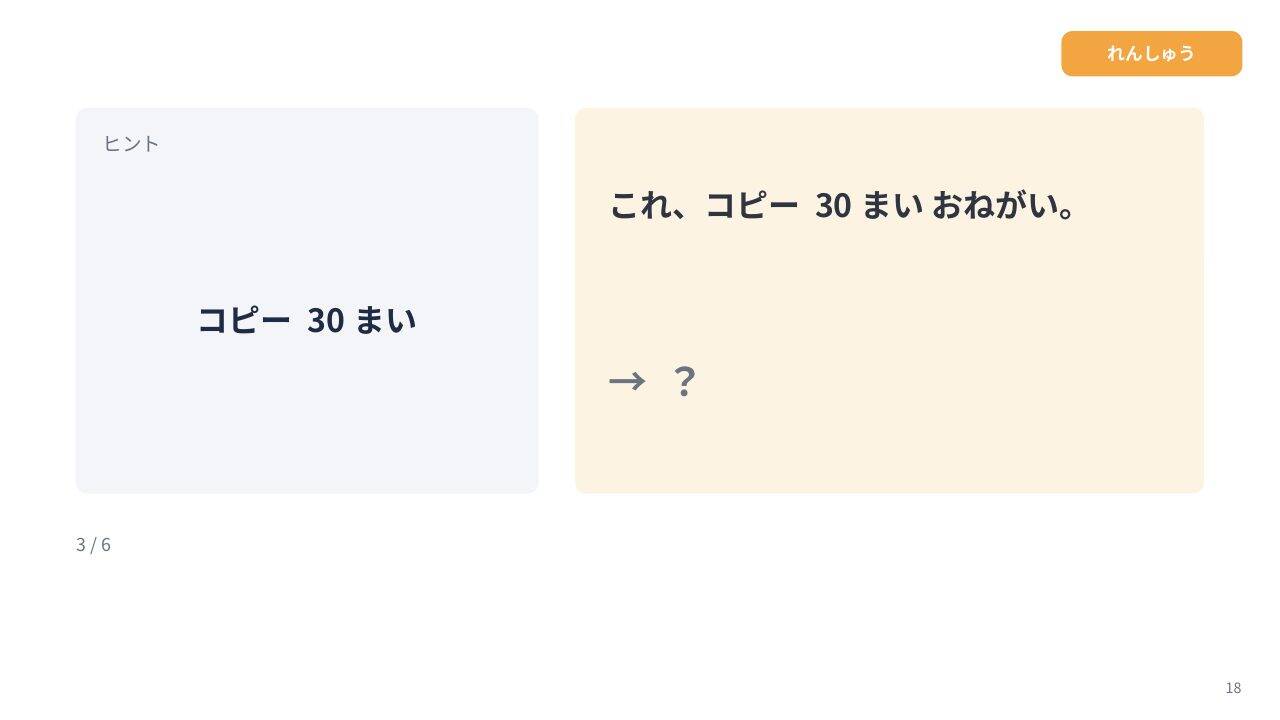 れんしゅう
ヒント
コピー 30 まい
これ、コピー 30 まい おねがい。
→ ？
3 / 6
18